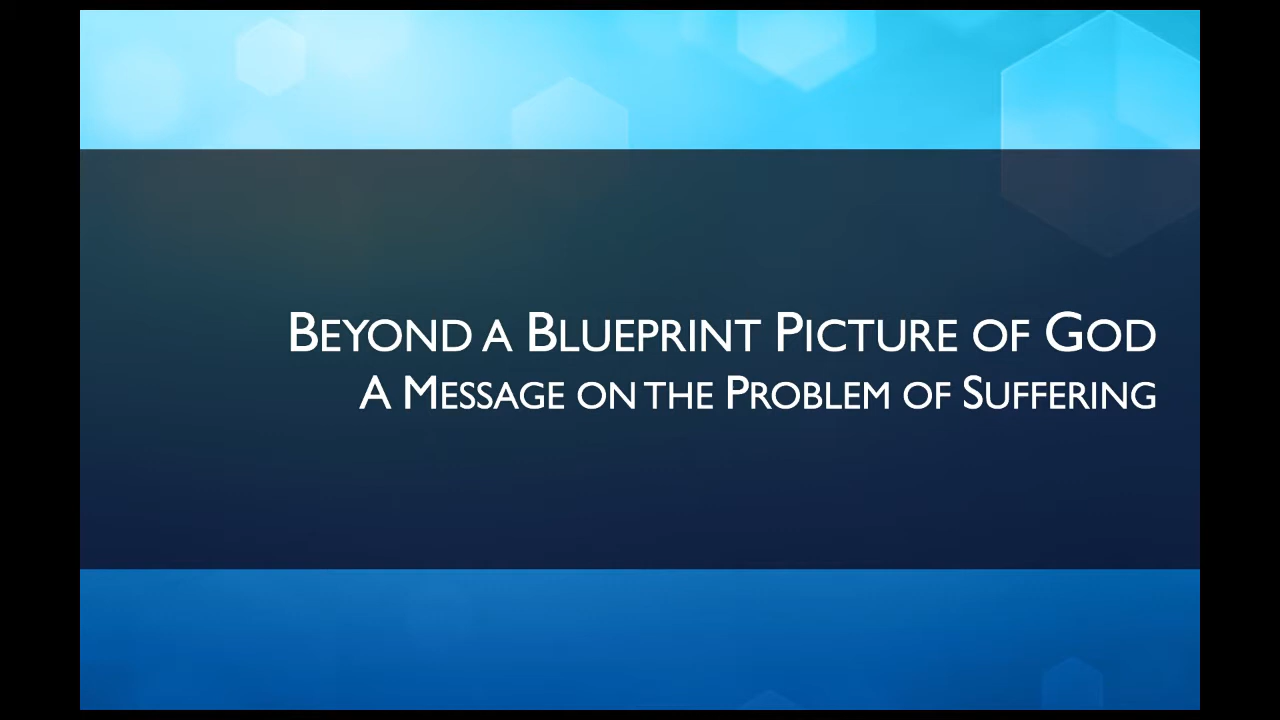 Beyond a Blueprint Picture of God
A Message on the Problem of Suffering